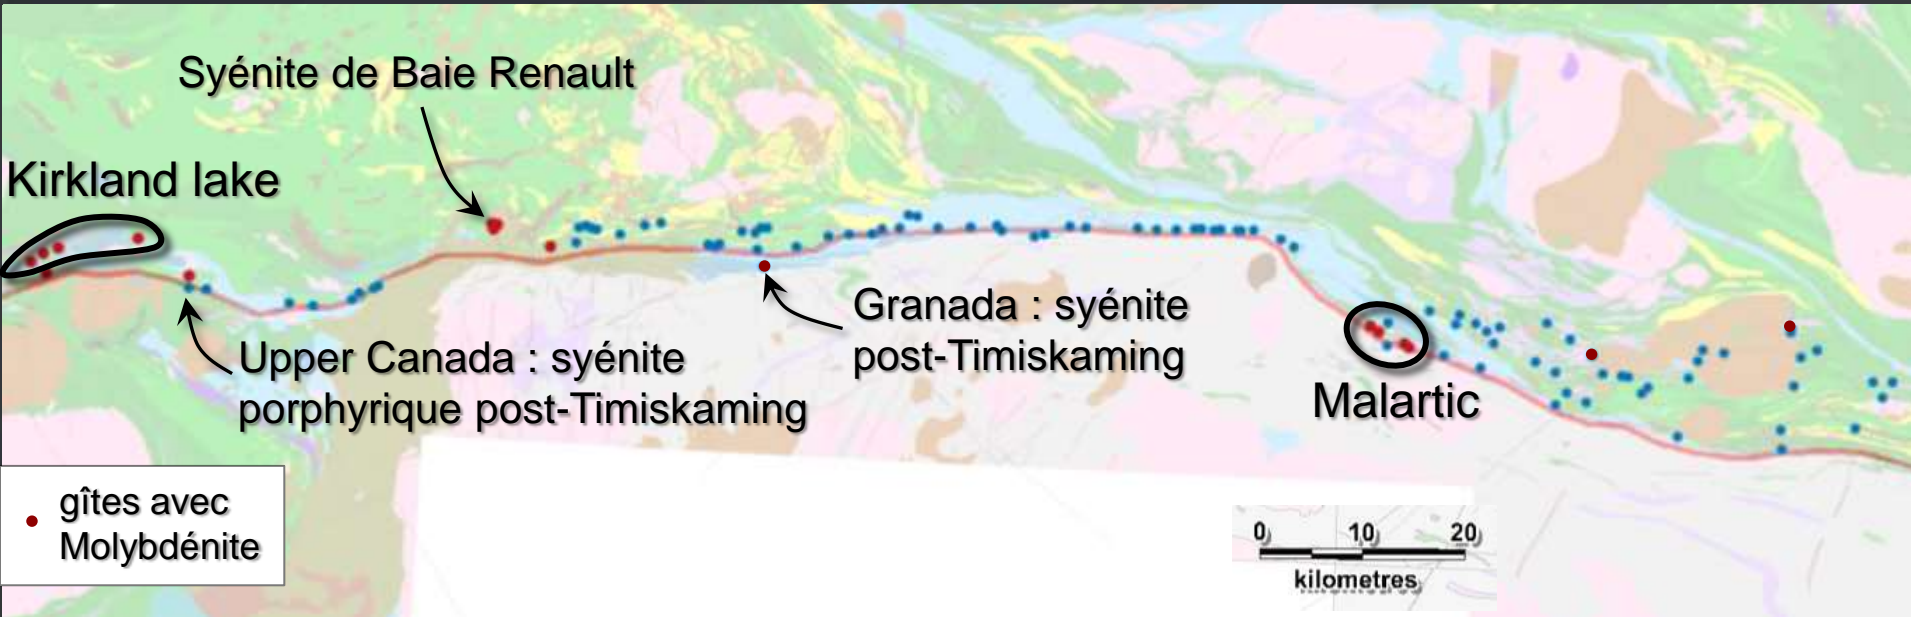 Syénite de Baie Renault
Kirkland lake
Granada : syénite
post-Timiskaming
Upper Canada : syénite
porphyrique post-Timiskaming
Malartic
gîtes avec
Molybdénite
0 10 20
kilometres